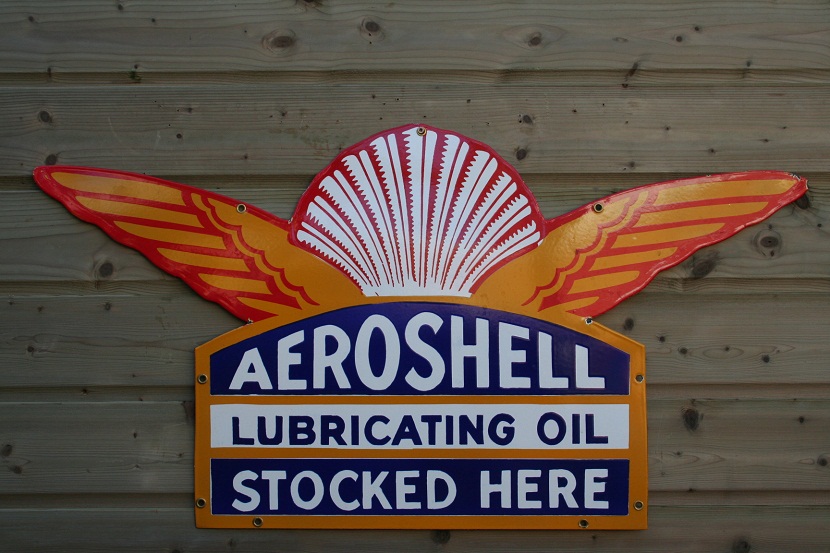 AEROSHELL
LUBRICATING OIL
STOCKED HERE